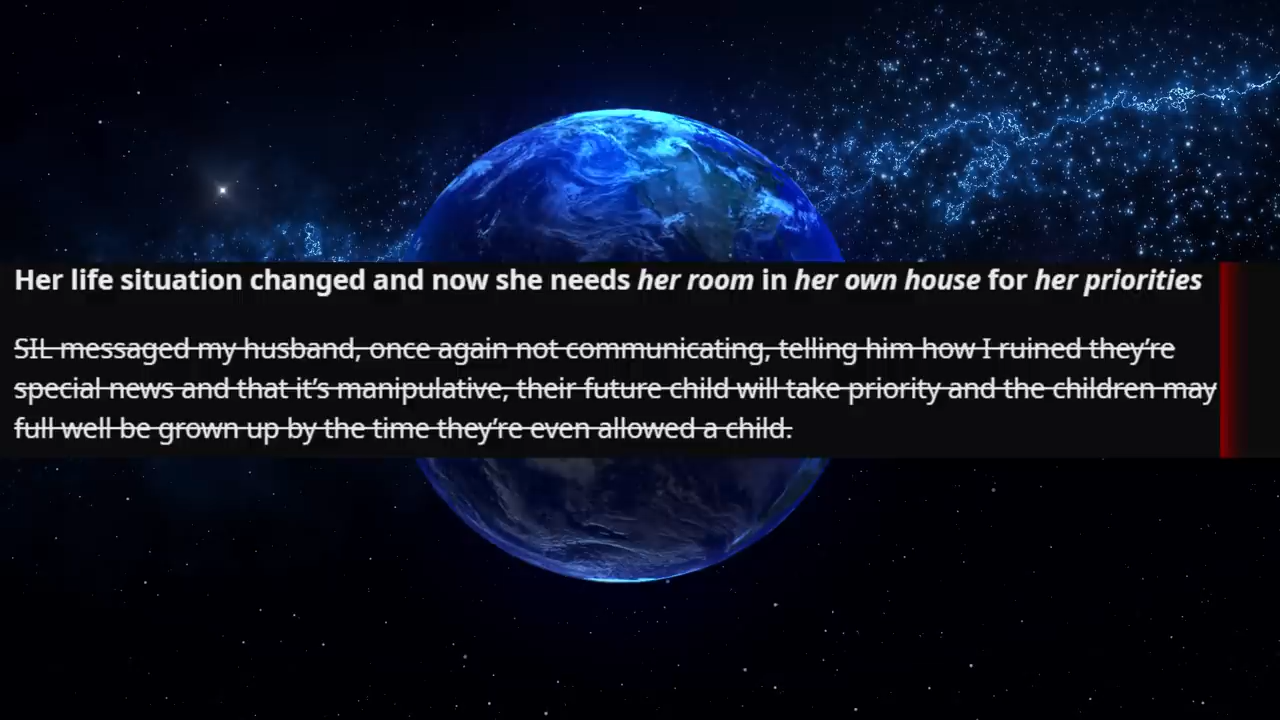 Her life situation changed and now she needs her room in her own house for her priorities
SIL messaged my husband, once again not communicating, telling him how I ruined they’re
special news and that it’s manipulative, their future child will take priority and the children may
full well be grown up by the time they’re even allowed a child.